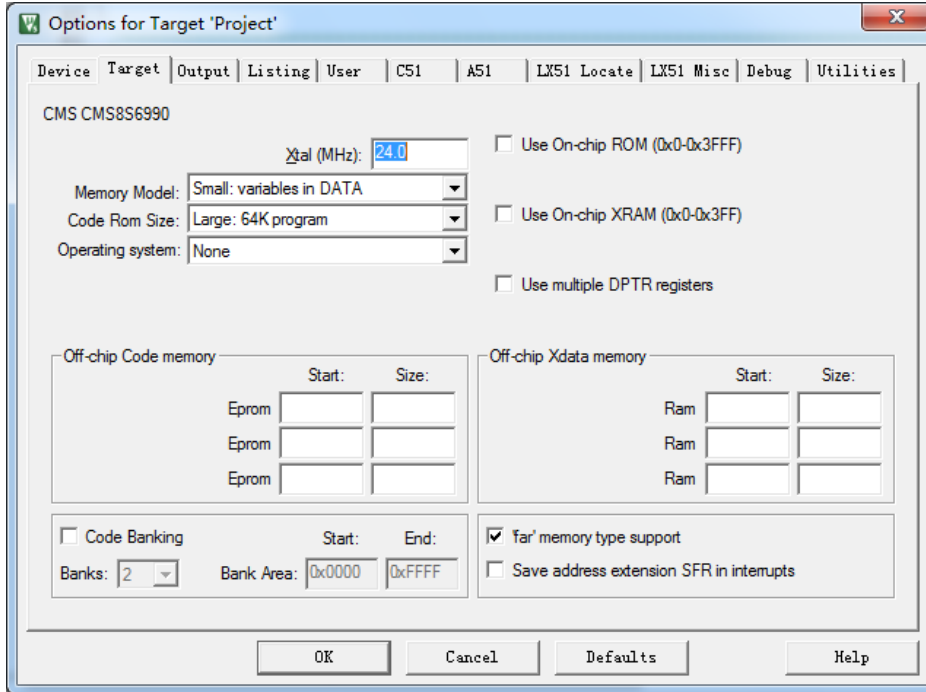 Options for Target 'Project'
Device Target Output Listing User C51 A51 LX51 Locate LX51 Misc Debug Utilities
CMS CMS8S6990
Xtal (MHz): 24.0
Use On-chip ROM (0x0-0x3FFF)
Memory Model: Small: variables in DATA
Code Rom Size: Large: 64K program
Use On-chip XRAM (0x0-0x3FF)
Operating system: None
Use multiple DPTR registers
Off-chip Code memory
Start: Size:
Eprom
Eprom
Eprom
Off-chip Xdata memory
Start: Size:
Ram
Ram
Ram
Code Banking Start: End:
Banks: 2 Bank Area: 0x0000 0xFFFF
'far' memory type support
Save address extension SFR in interrupts
OK Cancel Defaults Help